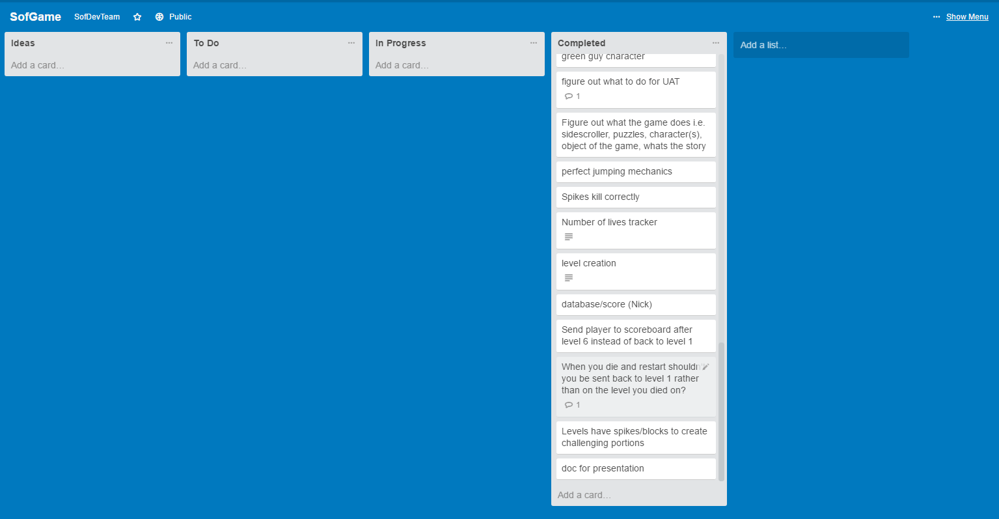 SofGame SofDevTeam Public ... Show Menu
Ideas ...
Add a card...
To Do ...
Add a card...
In Progress ...
Add a card...
Completed ...
green guy character
figure out what to do for UAT
1
Figure out what the game does i.e.
sidescroller, puzzles, character(s),
object of the game, whats the story
perfect jumping mechanics
Spikes kill correctly
Number of lives tracker
level creation
database/score (Nick)
Send player to scoreboard after
level 6 instead of back to level 1
When you die and restart shouldn't
you be sent back to level 1 rather
than on the level you died on?
1
Levels have spikes/blocks to create
challenging portions
doc for presentation
Add a card...
Add a list...